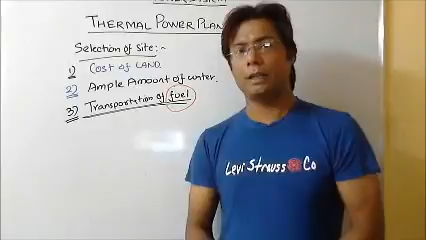 THERMAL POWER PLAN
Selection of Site:~
1) COST of LAND.
2) Ample Amount of water.
3) Transportation of fuel
Levi Strauss Co